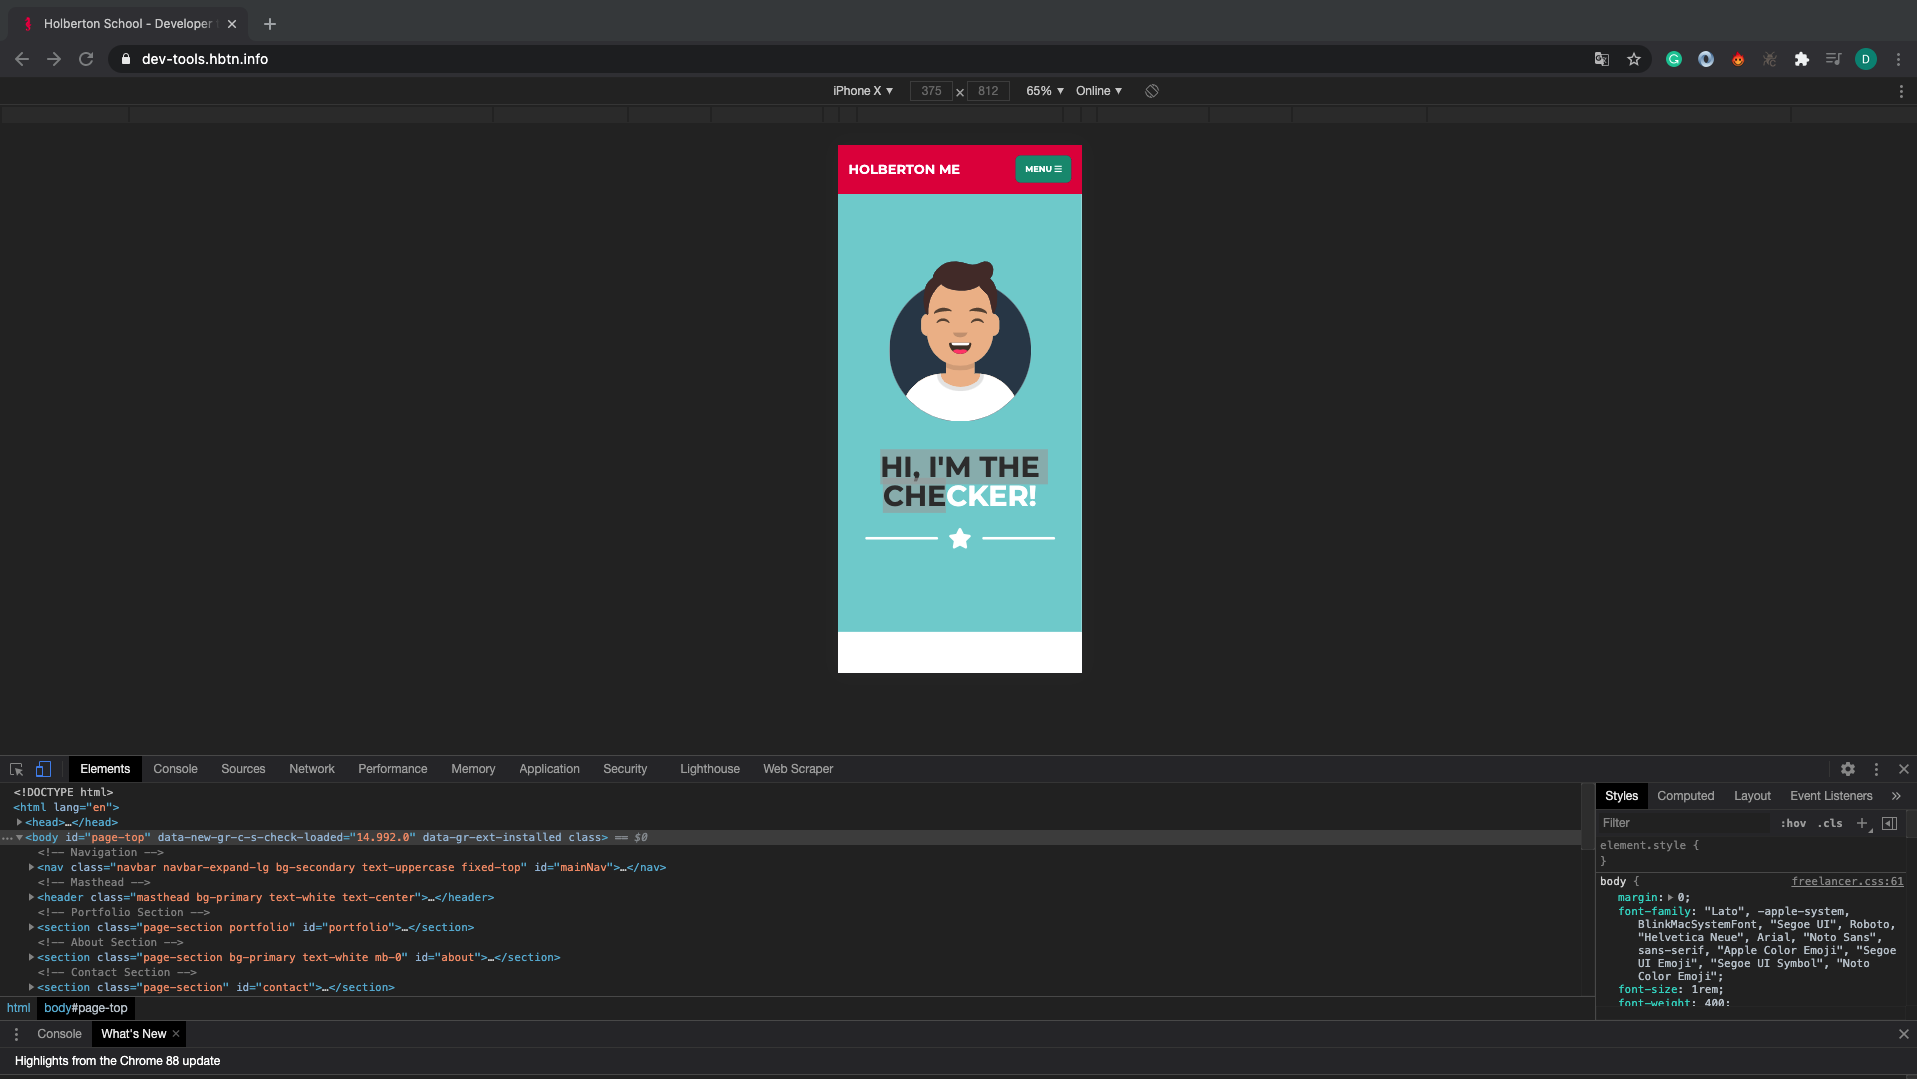 Holberton School - Developer
dev-tools.hbtn.info
D
iPhone X 375 × 812 65% Online
HOLBERTON ME
MENU
HI, I'M THE
CHECKER!
Elements Console Sources Network Performance Memory Application Security Lighthouse Web Scraper
<!DOCTYPE html>
<html lang="en">
<head>…</head>
<body id="page-top" data-new-gr-c-s-check-loaded="14.992.0" data-gr-ext-installed class> == $0
<!-- Navigation -->
<nav class="navbar navbar-expand-lg bg-secondary text-uppercase fixed-top" id="mainNav">…</nav>
<!-- Masthead -->
<header class="masthead bg-primary text-white text-center">…</header>
<!-- Portfolio Section -->
<section class="page-section portfolio" id="portfolio">…</section>
<!-- About Section -->
<section class="page-section bg-primary text-white mb-0" id="about">…</section>
<!-- Contact Section -->
<section class="page-section" id="contact">…</section>
html body#page-top
Styles Computed Layout Event Listeners »
Filter :hov .cls +
element.style {
}
body { freelancer.css:61
margin: 0;
font-family: "Lato", -apple-system,
BlinkMacSystemFont, "Segoe UI", Roboto,
"Helvetica Neue", Arial, "Noto Sans",
sans-serif, "Apple Color Emoji", "Segoe
UI Emoji", "Segoe UI Symbol", "Noto
Color Emoji";
font-size: 1rem;
font-weight: 400;
Console What's New
Highlights from the Chrome 88 update